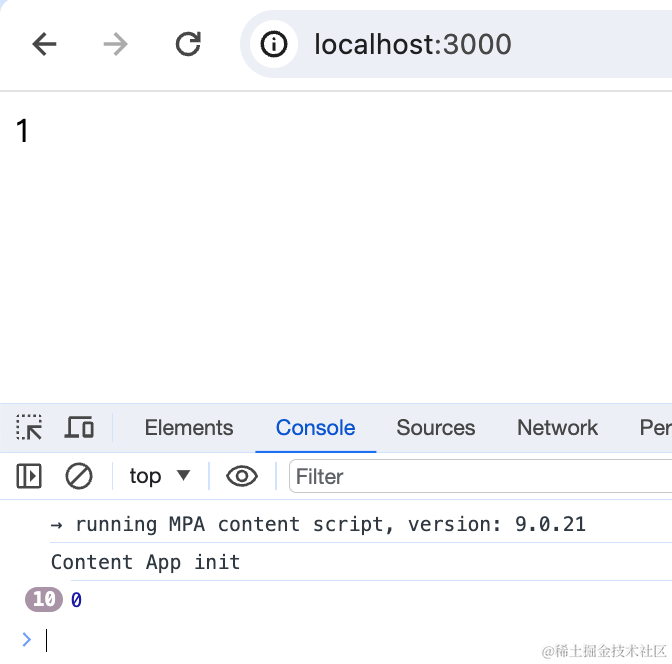 localhost:3000
1
Elements Console Sources Network Per
top Filter
→ running MPA content script, version: 9.0.21
Content App init
10 0
@稀土掘金技术社区